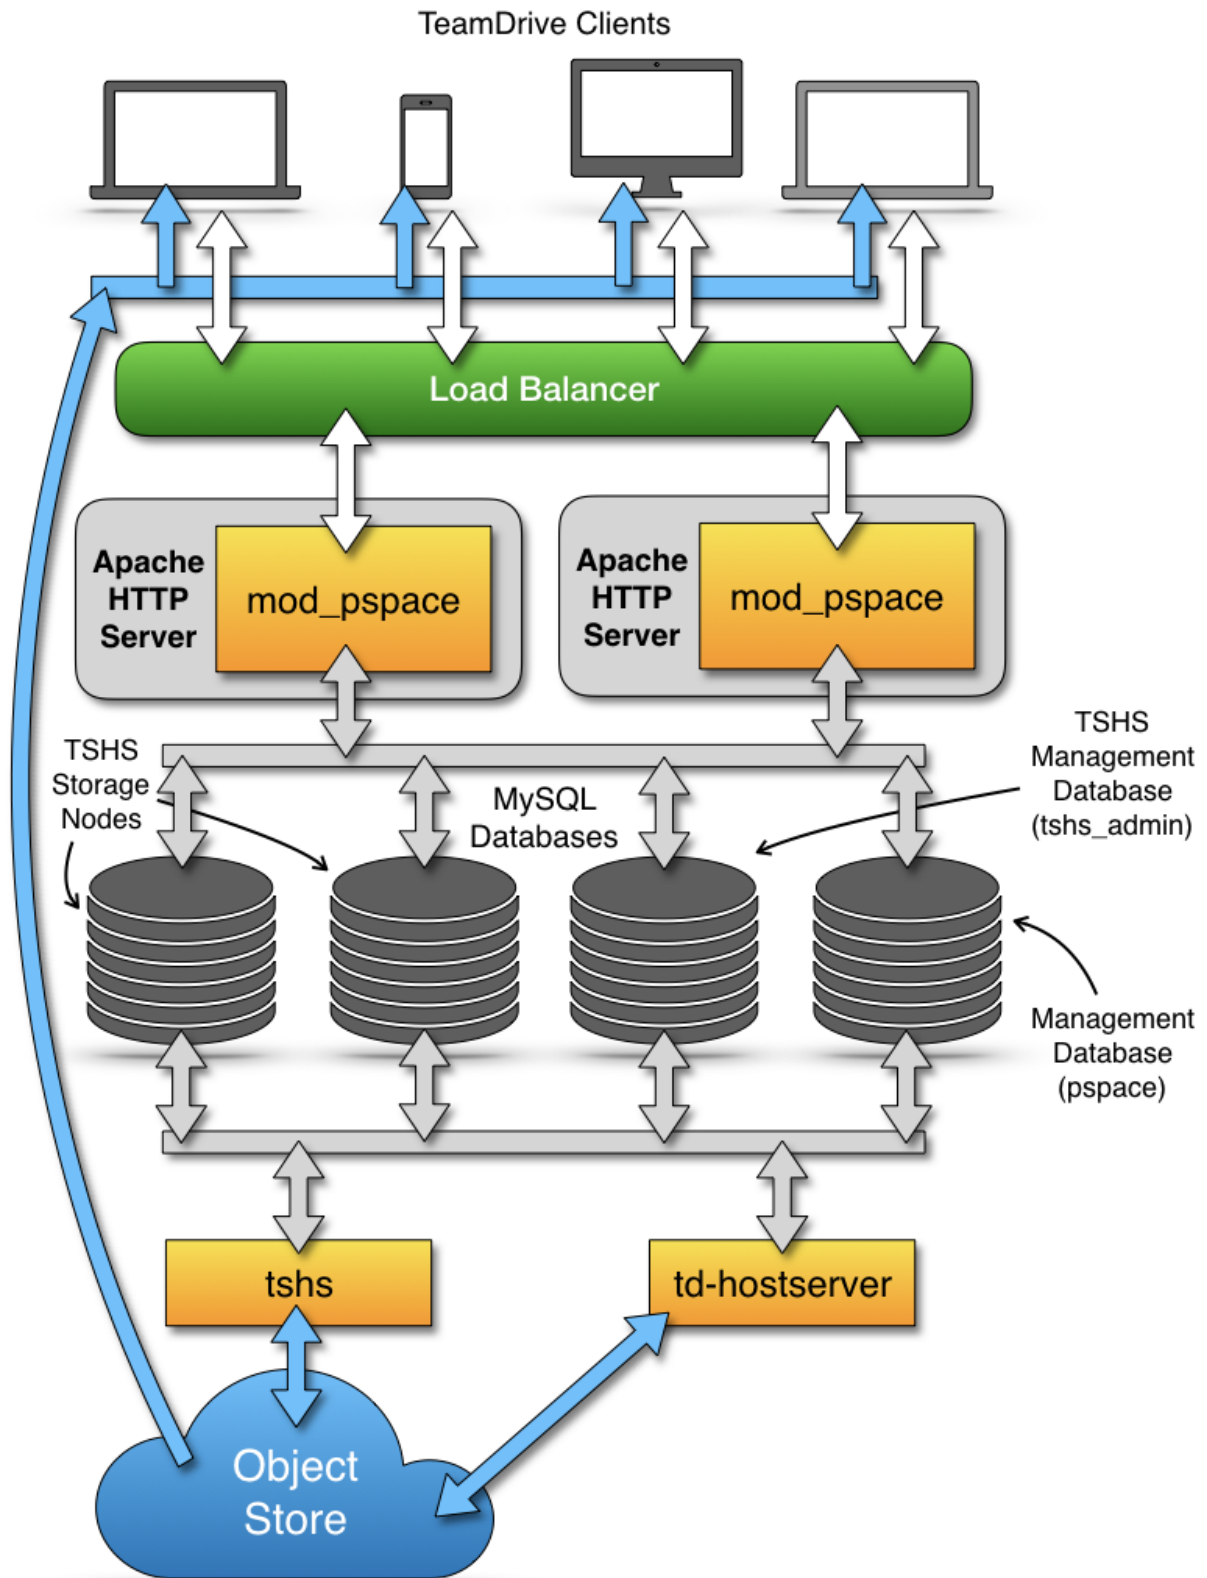 TeamDrive Clients
Load Balancer
Apache
HTTP
Server
mod_pspace
Apache
HTTP
Server
mod_pspace
TSHS
Storage
Nodes
MySQL
Databases
TSHS
Management
Database
(tshs_admin)
Management
Database
(pspace)
tshs
td-hostserver
Object
Store